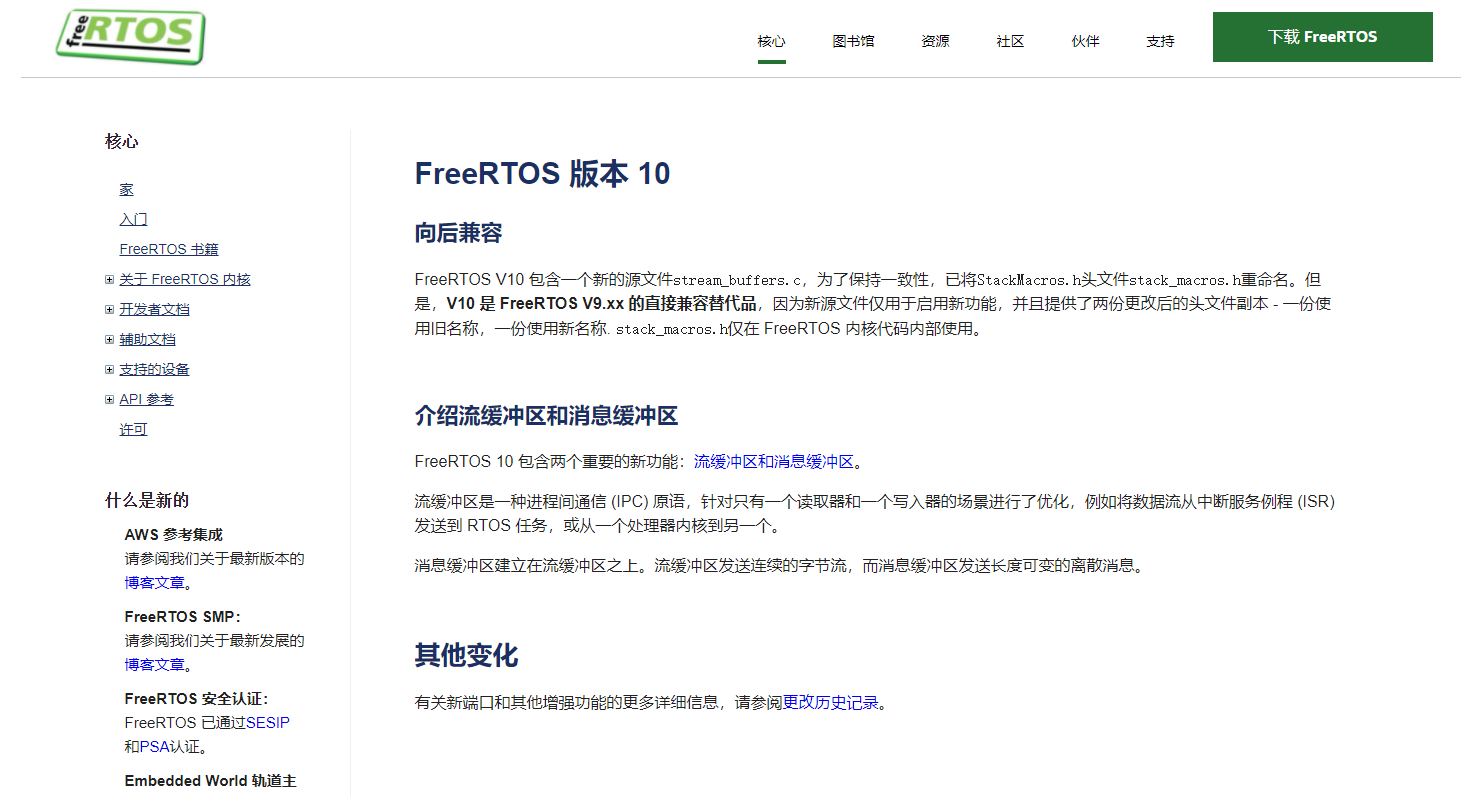 free RTOS
核心 图书馆 资源 社区 伙伴 支持 下载 FreeRTOS
核心
家
入门
FreeRTOS 书籍
关于 FreeRTOS 内核
开发者文档
辅助文档
支持的设备
API 参考
许可
什么是新的
AWS 参考集成
请参阅我们关于最新版本的
博客文章。
FreeRTOS SMP：
请参阅我们关于最新发展的
博客文章。
FreeRTOS 安全认证：
FreeRTOS 已通过SESIP
和PSA认证。
Embedded World 轨道主
FreeRTOS 版本 10
向后兼容
FreeRTOS V10 包含一个新的源文件stream_buffers.c，为了保持一致性，已将StackMacros.h头文件stack_macros.h重命名。但
是，V10 是 FreeRTOS V9.xx 的直接兼容替代品，因为新源文件仅用于启用新功能，并且提供了两份更改后的头文件副本 - 一份使
用旧名称，一份使用新名称. stack_macros.h仅在 FreeRTOS 内核代码内部使用。
介绍流缓冲区和消息缓冲区
FreeRTOS 10 包含两个重要的新功能：流缓冲区和消息缓冲区。
流缓冲区是一种进程间通信 (IPC) 原语，针对只有一个读取器和一个写入器的场景进行了优化，例如将数据流从中断服务例程 (ISR)
发送到 RTOS 任务，或从一个处理器内核到另一个。
消息缓冲区建立在流缓冲区之上。流缓冲区发送连续的字节流，而消息缓冲区发送长度可变的离散消息。
其他变化
有关新端口和其他增强功能的更多详细信息，请参阅更改历史记录。